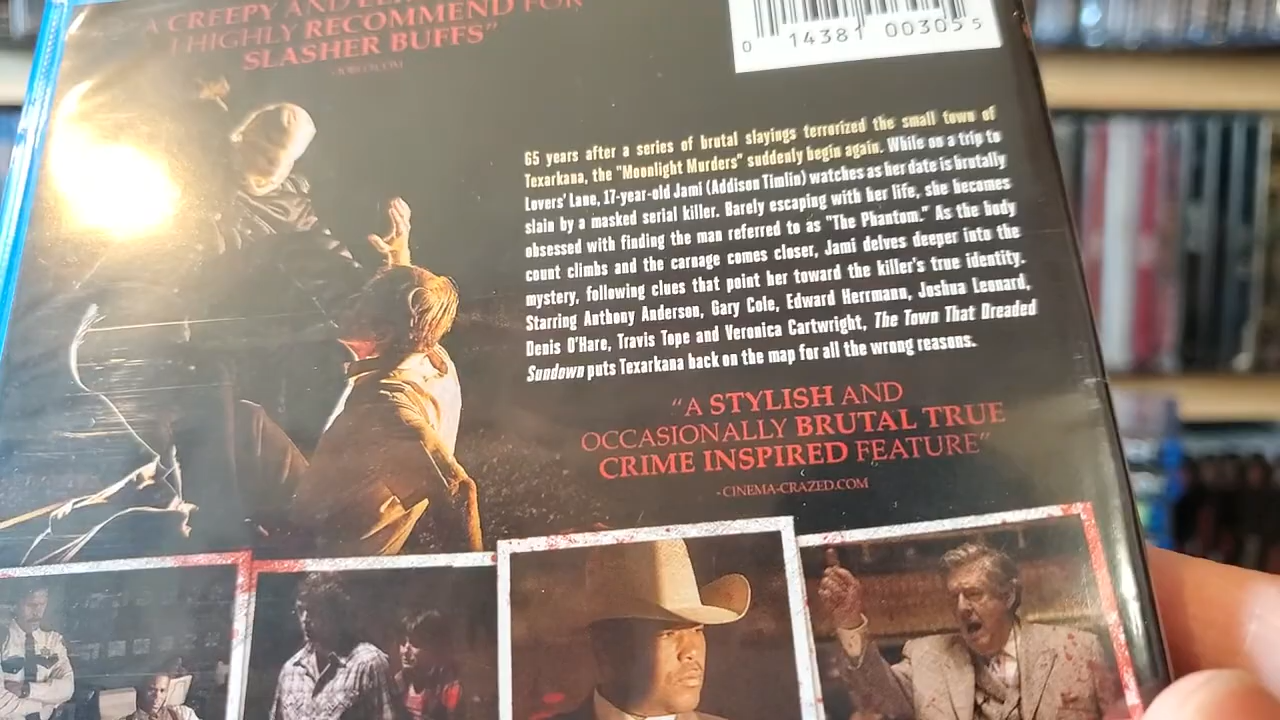 "A CREEPY AND
I HIGHLY RECOMMEND FOR
SLASHER BUFFS"
0 14381 00305 5
65 years after a series of brutal slayings terrorized the small town of
Texarkana, the "Moonlight Murders" suddenly begin again. While on a trip to
Lovers' Lane, 17-year-old Jami (Addison Timlin) watches as her date is brutally
slain by a masked serial killer. Barely escaping with her life, she becomes
obsessed with finding the man referred to as "The Phantom." As the body
count climbs and the carnage comes closer, Jami delves deeper into the
mystery, following clues that point her toward the killer's true identity.
Starring Anthony Anderson, Gary Cole, Edward Herrmann, Joshua Leonard,
Denis O'Hare, Travis Tope and Veronica Cartwright, The Town That Dreaded
Sundown puts Texarkana back on the map for all the wrong reasons.
"A STYLISH AND
OCCASIONALLY BRUTAL TRUE
CRIME INSPIRED FEATURE"
- CINEMA-CRAZED.COM